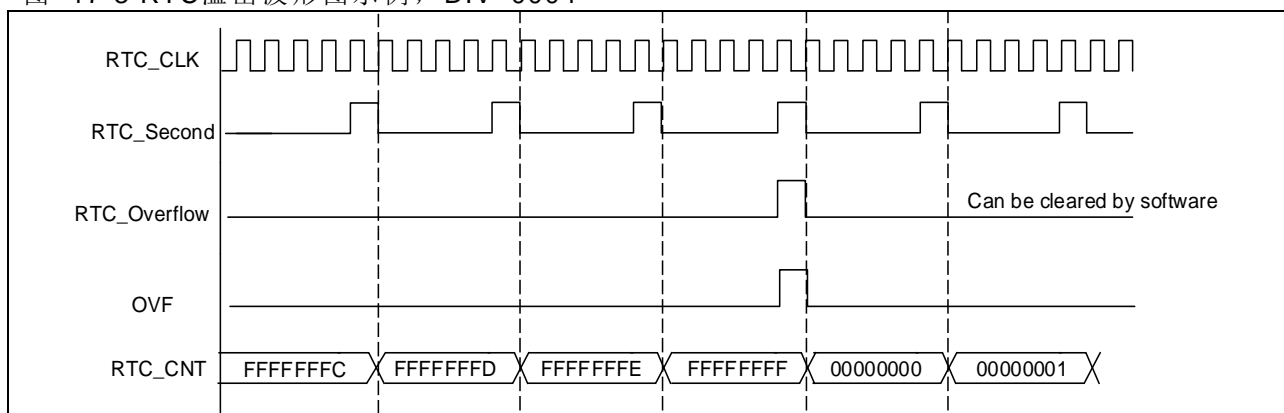 RTC_CLK
RTC_Second
RTC_Overflow
Can be cleared by software
OVF
RTC_CNT FFFFFFFC FFFFFFFD FFFFFFFE FFFFFFFF 00000000 00000001